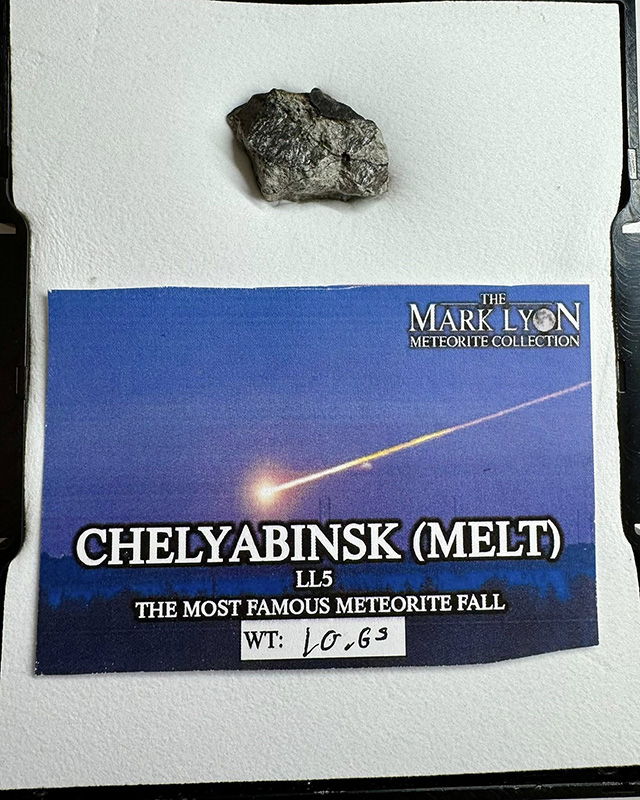 THE
MARK LYON
METEORITE COLLECTION
CHELYABINSK (MELT)
LL5
THE MOST FAMOUS METEORITE FALL
WT: 10.6g